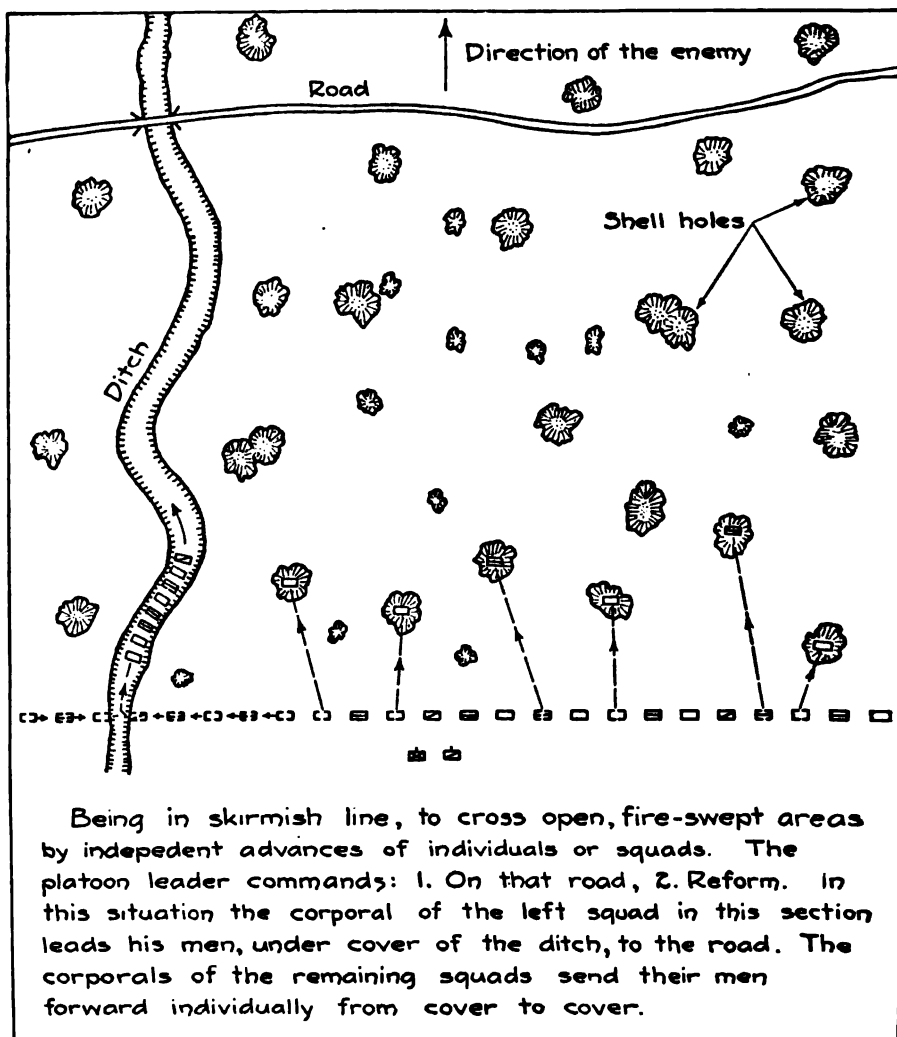 Direction of the enemy
Road
Shell holes
Ditch
Being in skirmish line, to cross open, fire-swept areas
by indepedent advances of individuals or squads. The
platoon leader commands: 1. On that road, 2. Reform. In
this situation the corporal of the left squad in this section
leads his men, under cover of the ditch, to the road. The
corporals of the remaining squads send their men
forward individually from cover to cover.